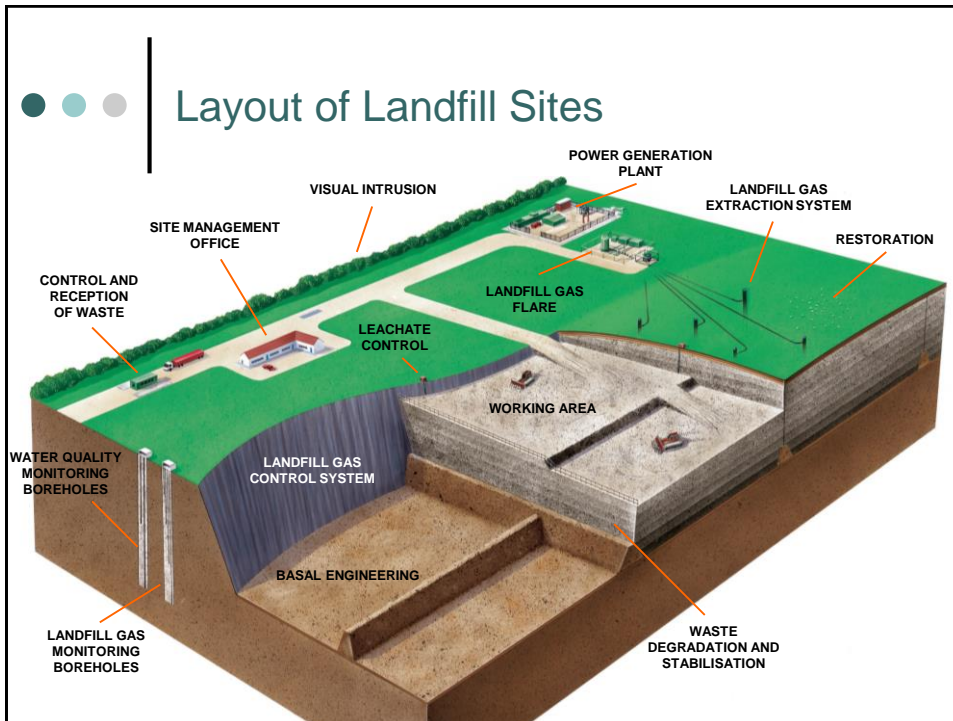 Layout of Landfill Sites
POWER GENERATION
PLANT
VISUAL INTRUSION
LANDFILL GAS
EXTRACTION SYSTEM
SITE MANAGEMENT
OFFICE
RESTORATION
CONTROL AND
RECEPTION
OF WASTE
LANDFILL GAS
FLARE
LEACHATE
CONTROL
WORKING AREA
WATER QUALITY
MONITORING
BOREHOLES
LANDFILL GAS
CONTROL SYSTEM
BASAL ENGINEERING
LANDFILL GAS
MONITORING
BOREHOLES
WASTE
DEGRADATION AND
STABILISATION